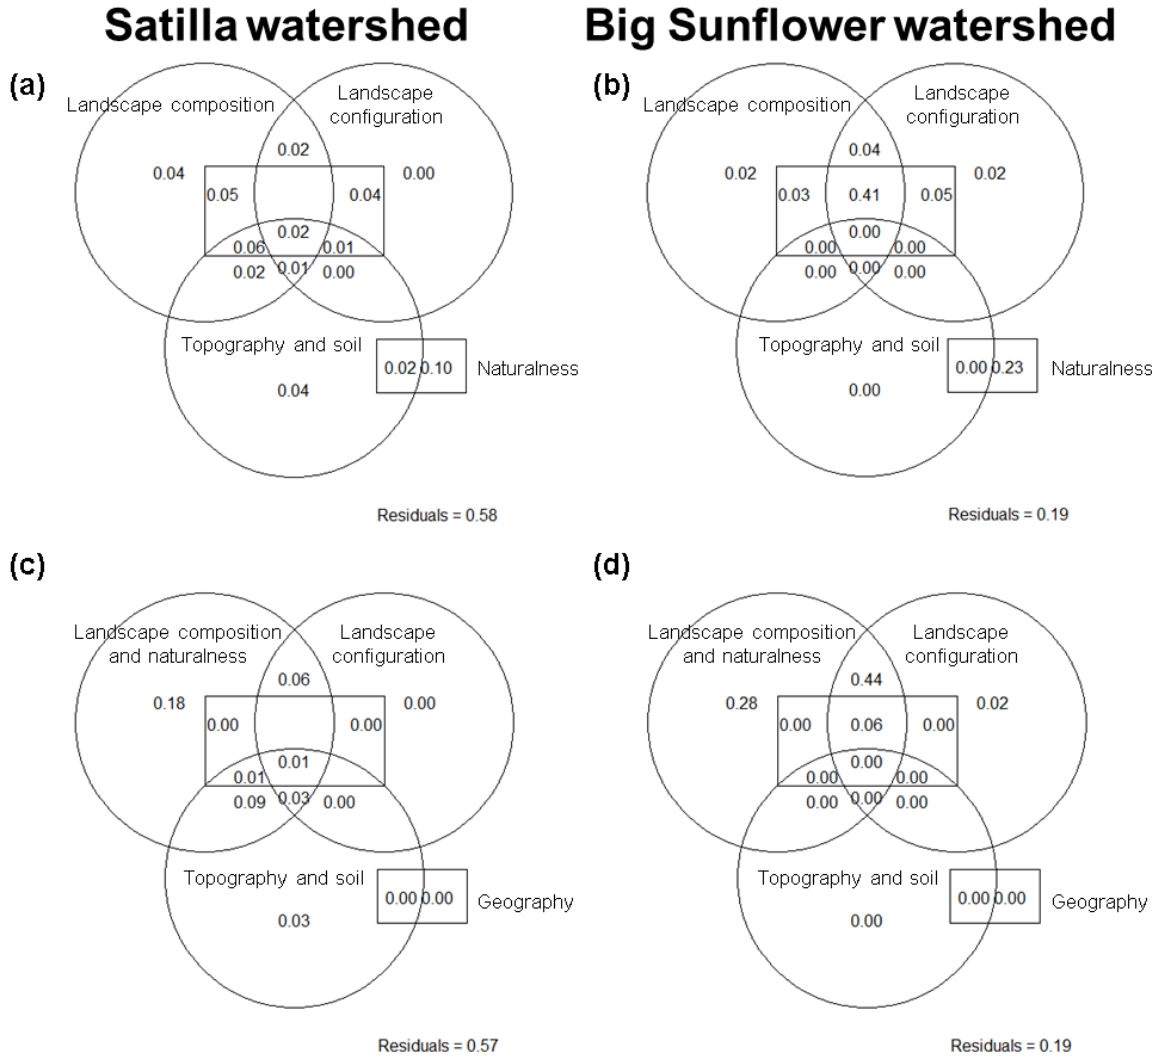 Satilla watershed
Big Sunflower watershed
(a)
Landscape composition
Landscape
configuration
0.02
0.04
0.00
0.05
0.04
0.02
0.06
0.01
0.02
0.01
0.00
Topography and soil
0.02
0.10
Naturalness
0.04
Residuals = 0.58
(b)
Landscape composition
Landscape
configuration
0.04
0.02
0.02
0.03
0.41
0.05
0.00
0.00
0.00
0.00
0.00
0.00
Topography and soil
0.00
0.23
Naturalness
0.00
Residuals = 0.19
(c)
Landscape composition
and naturalness
Landscape
configuration
0.06
0.18
0.00
0.00
0.00
0.01
0.01
0.09
0.03
0.00
Topography and soil
0.00
0.00
Geography
0.03
Residuals = 0.57
(d)
Landscape composition
and naturalness
Landscape
configuration
0.44
0.28
0.02
0.00
0.06
0.00
0.00
0.00
0.00
0.00
0.00
0.00
Topography and soil
0.00
0.00
Geography
0.00
Residuals = 0.19